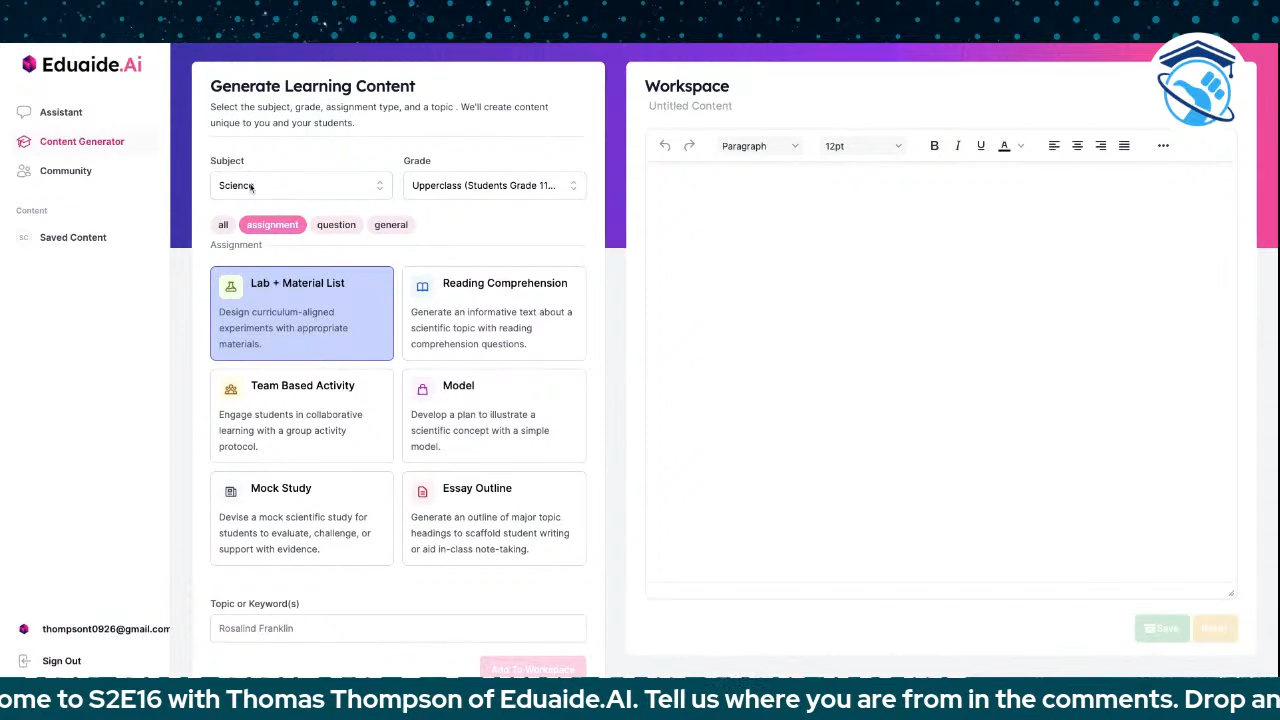 Eduaide.Ai
Assistant
Content Generator
Community
Content
SC Saved Content
thompsont0926@gmail.com
Sign Out
Generate Learning Content
Select the subject, grade, assignment type, and a topic . We'll create content
unique to you and your students.
Subject
Grade
Science
Upperclass (Students Grade 11...
all
assignment
question
general
Assignment
Lab + Material List
Design curriculum-aligned
experiments with appropriate
materials.
Reading Comprehension
Generate an informative text about a
scientific topic with reading
comprehension questions.
Team Based Activity
Engage students in collaborative
learning with a group activity
protocol.
Model
Develop a plan to illustrate a
scientific concept with a simple
model.
Mock Study
Devise a mock scientific study for
students to evaluate, challenge, or
support with evidence.
Essay Outline
Generate an outline of major topic
headings to scaffold student writing
or aid in-class note-taking.
Topic or Keyword(s)
Rosalind Franklin
Add To Workspace
Workspace
Untitled Content
Paragraph
12pt
B I U A
Save
ome to S2E16 with Thomas Thompson of Eduaide.AI. Tell us where you are from in the comments. Drop an